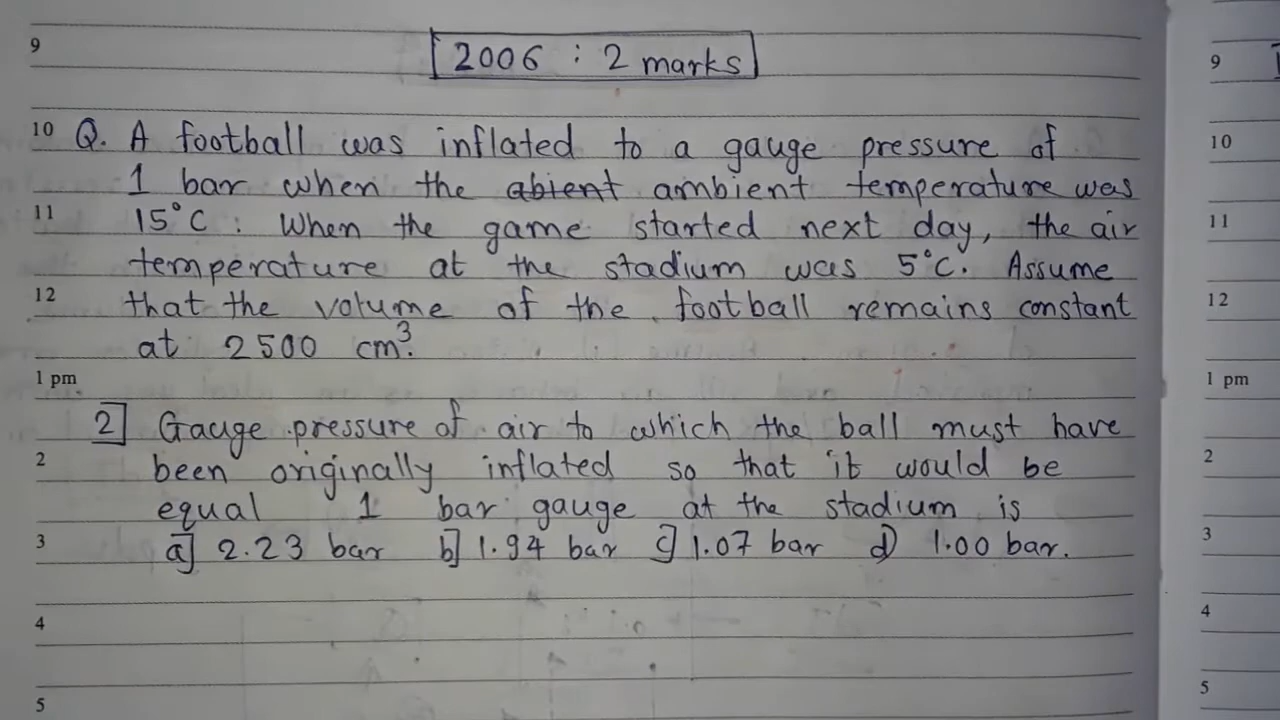 2006 : 2 marks
Q. A football was inflated to a gauge pressure of
1 bar when the abient ambient temperature was
15°C. When the game started next day, the air
temperature at the stadium was 5°C. Assume
that the volume of the football remains constant
at 2500 cm³.
2] Gauge pressure of air to which the ball must have
been originally inflated so that it would be
equal 1 bar gauge at the stadium is
a] 2.23 bar b] 1.94 bar c] 1.07 bar d) 1.00 bar.
9
10
11
12
1 pm
2
3
4
5
9
10
11
12
1 pm
2
3
4
5